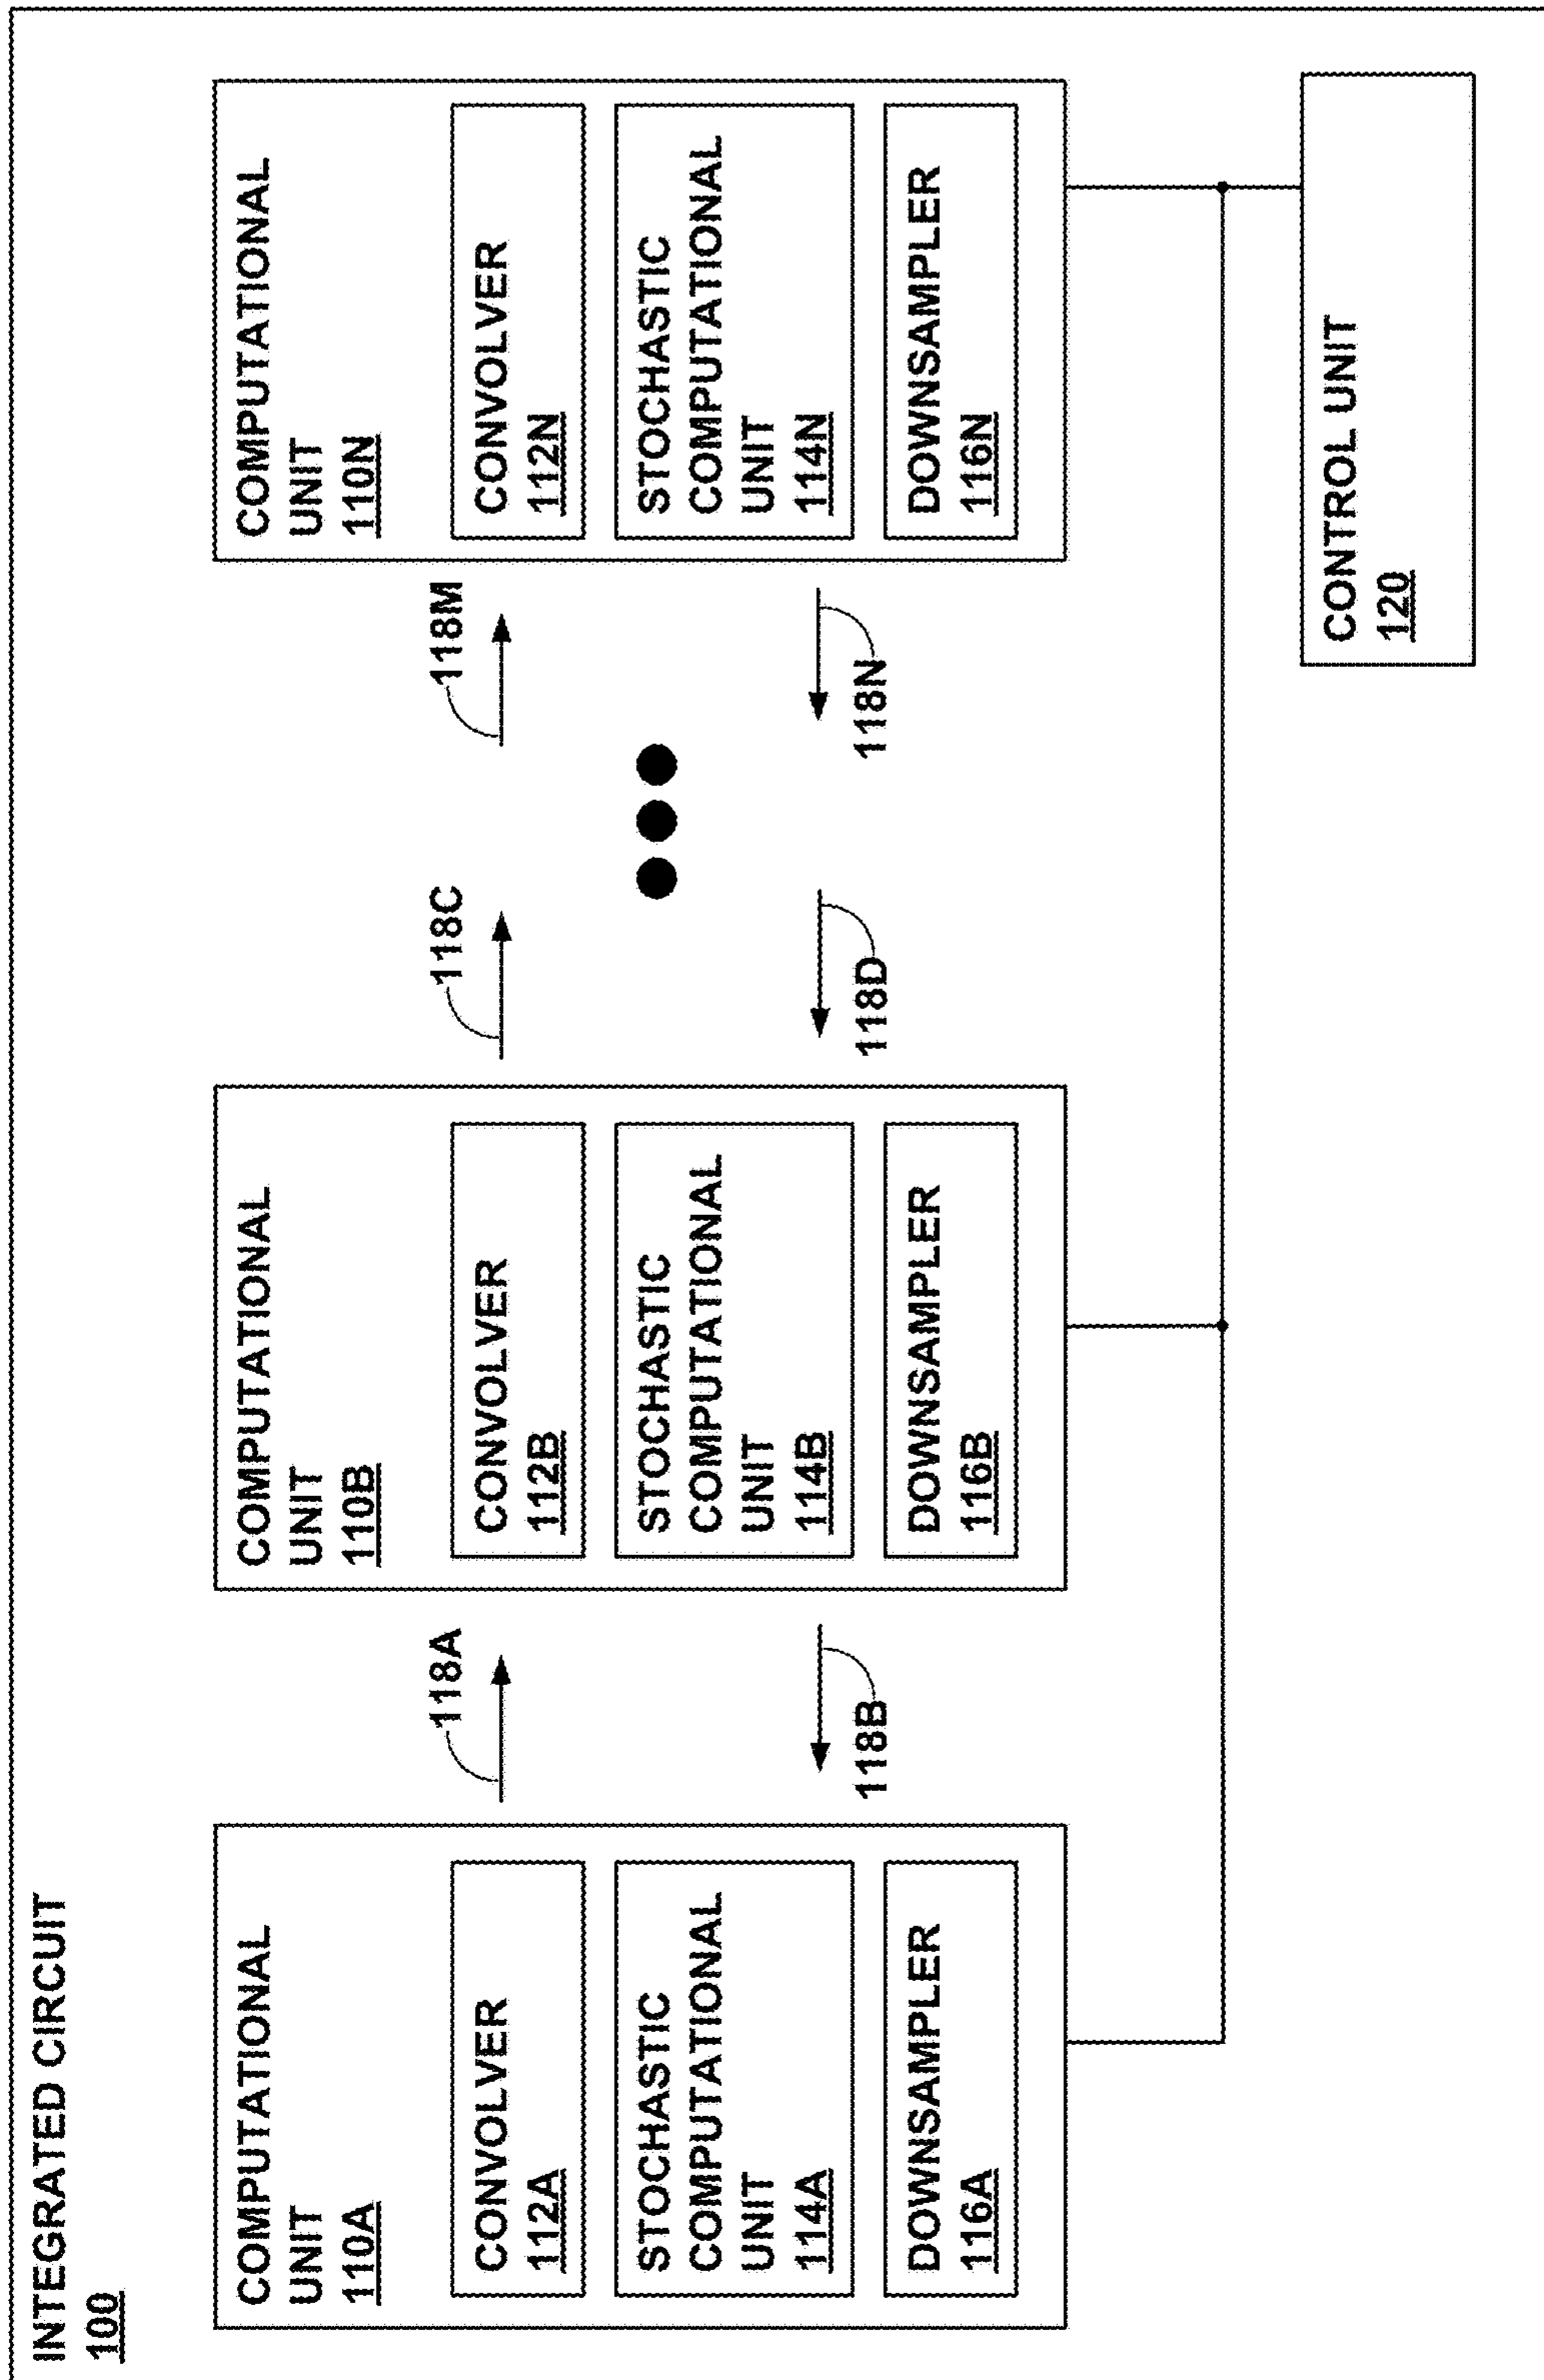 INTEGRATED CIRCUIT
100
COMPUTATIONAL
UNIT
110A
CONVOLVER
112A
STOCHASTIC
COMPUTATIONAL
UNIT
114A
DOWNSAMPLER
116A
118A
118B
COMPUTATIONAL
UNIT
110B
CONVOLVER
112B
STOCHASTIC
COMPUTATIONAL
UNIT
114B
DOWNSAMPLER
116B
118C
118D
118M
118N
COMPUTATIONAL
UNIT
110N
CONVOLVER
112N
STOCHASTIC
COMPUTATIONAL
UNIT
114N
DOWNSAMPLER
116N
CONTROL UNIT
120